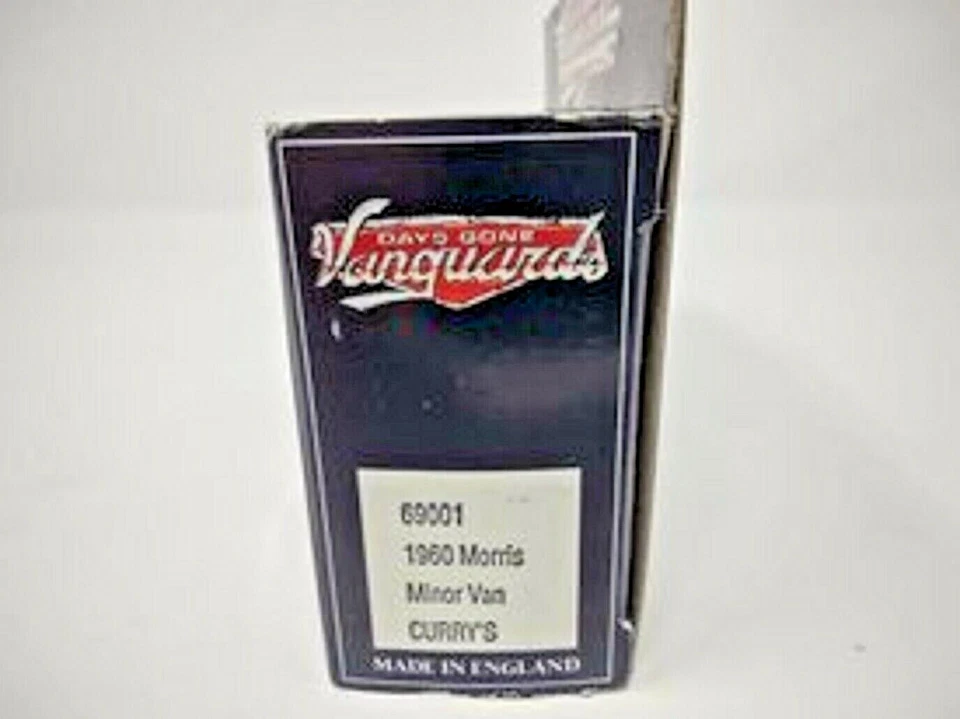 DAYS GONE
Vanguards
69001
1960 Morris
Minor Van
CURRY'S
MADE IN ENGLAND